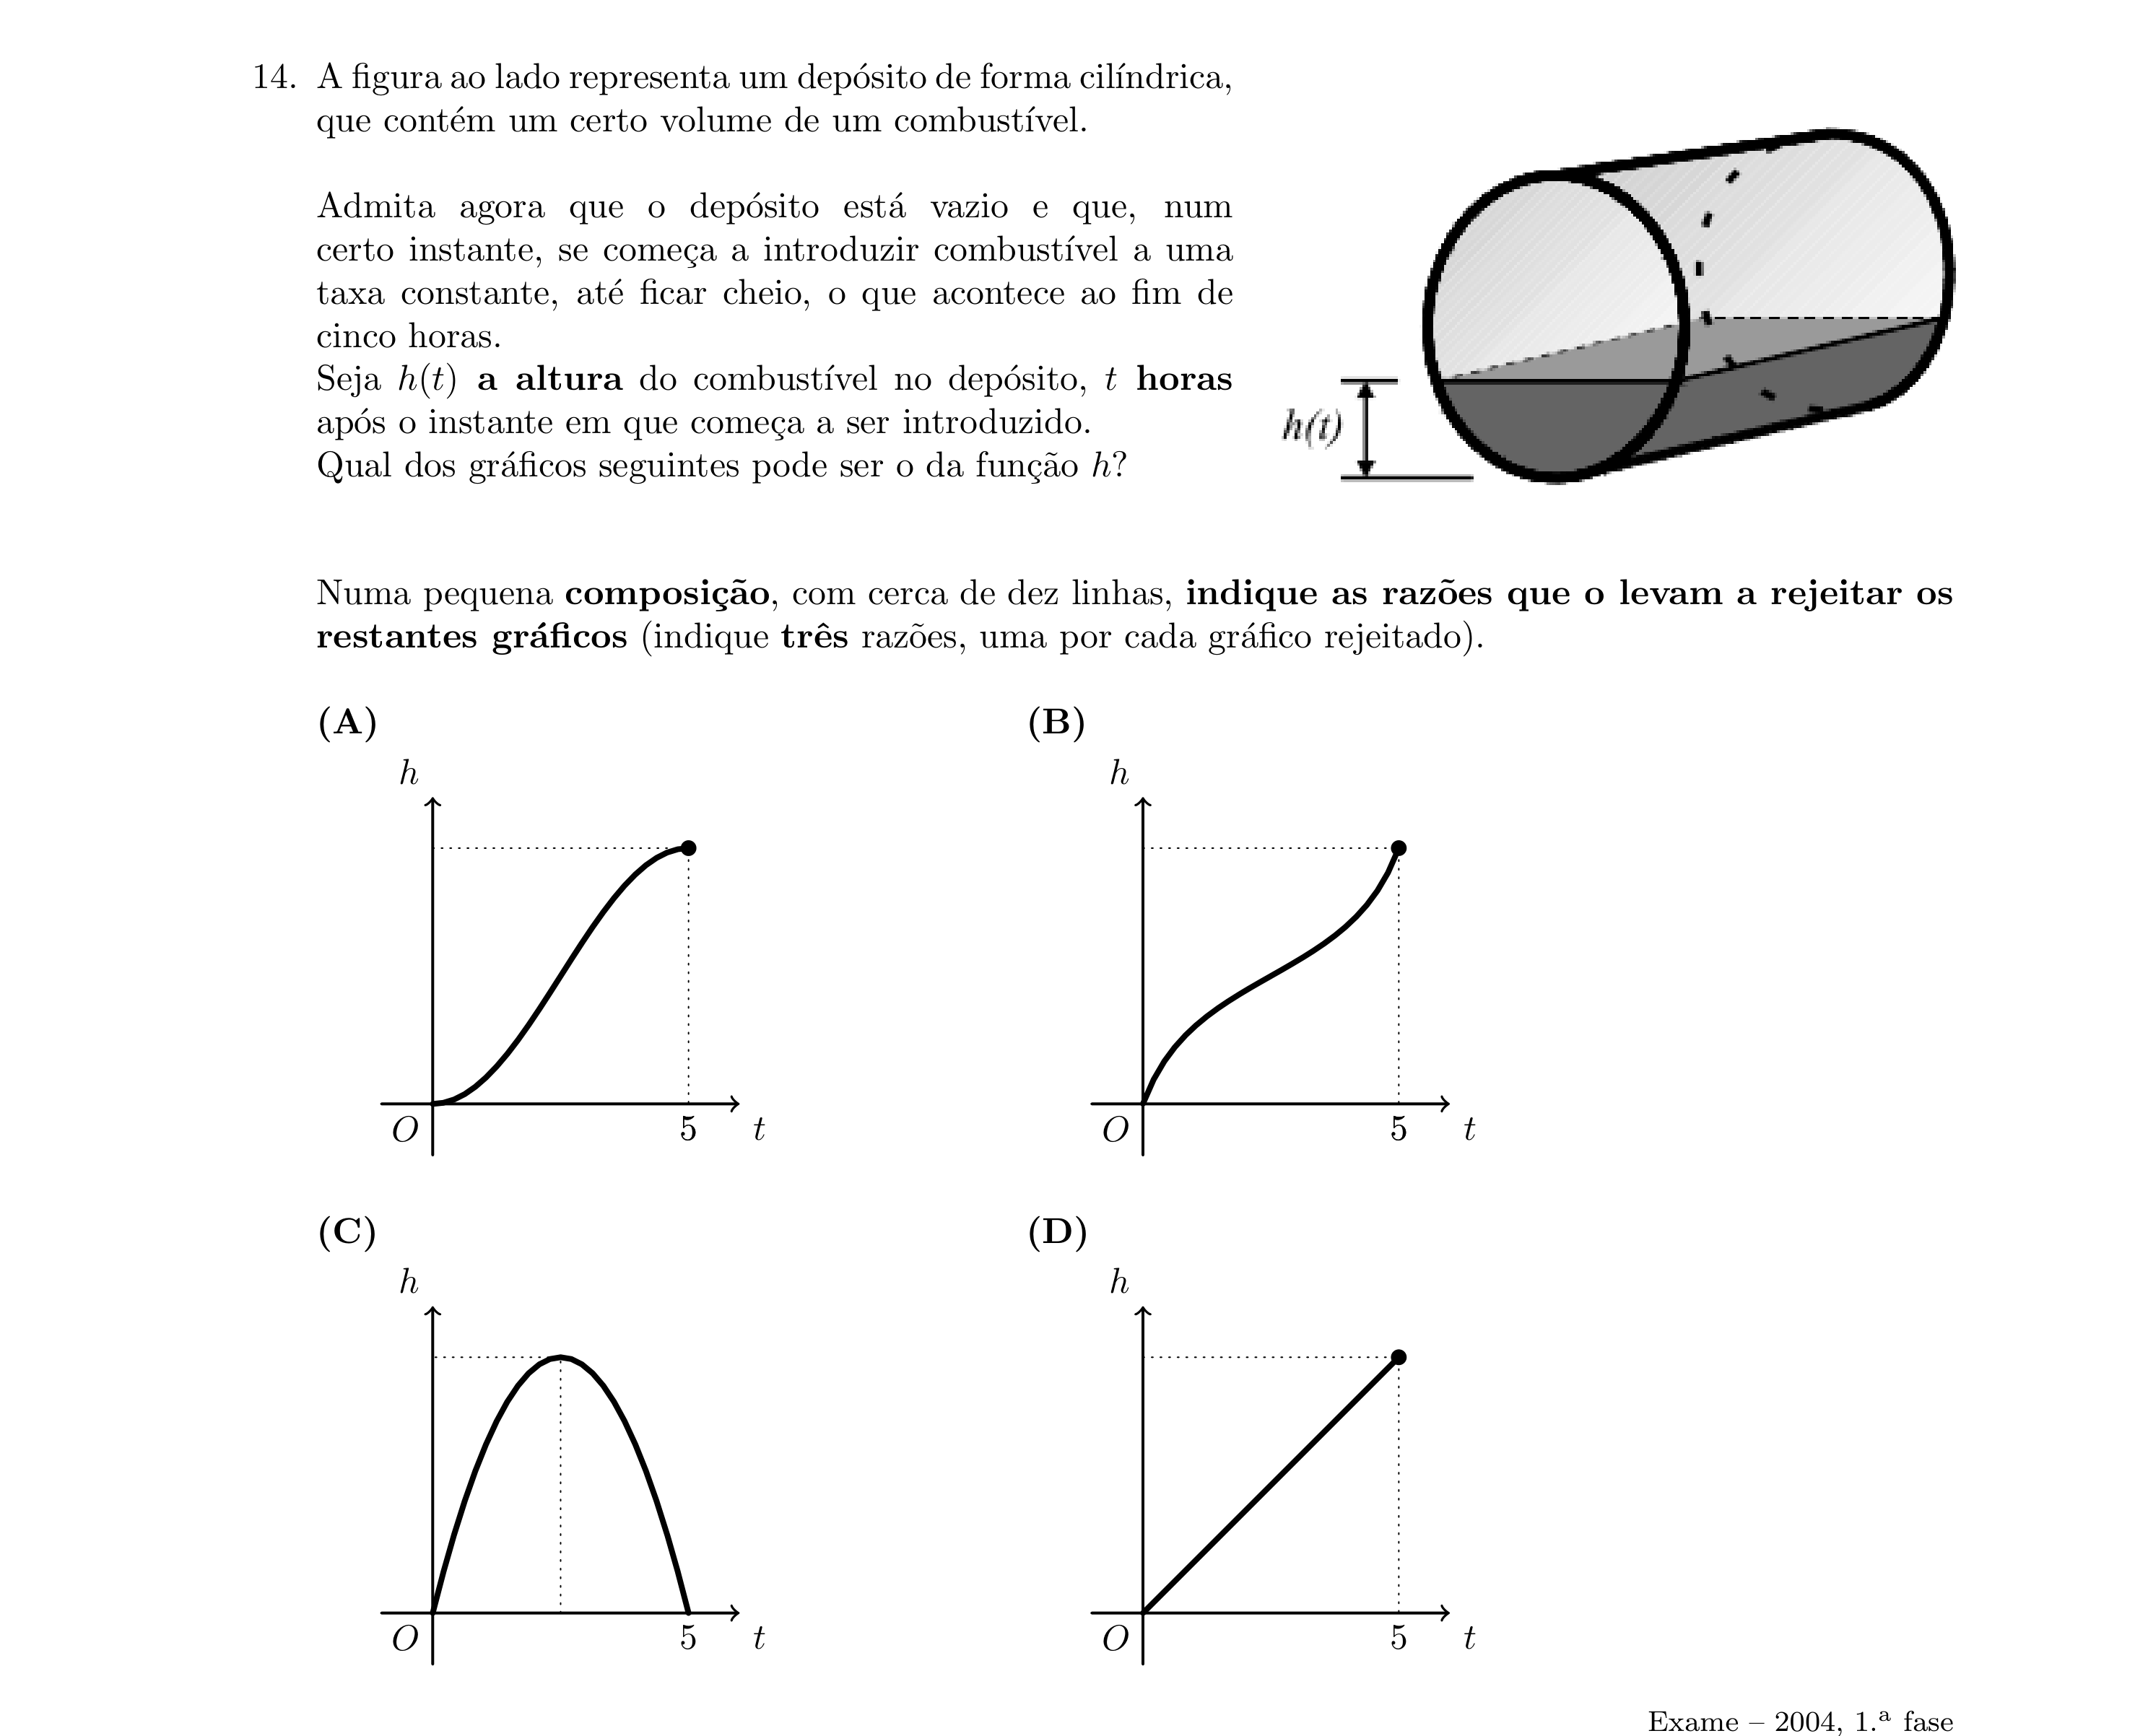 14. A figura ao lado representa um depósito de forma cilíndrica,
que contém um certo volume de um combustível.
Admita agora que o depósito está vazio e que, num
certo instante, se começa a introduzir combustível a uma
taxa constante, até ficar cheio, o que acontece ao fim de
cinco horas.
Seja h(t) a altura do combustível no depósito, t horas
após o instante em que começa a ser introduzido.
Qual dos gráficos seguintes pode ser o da função h?
h(t)
Numa pequena composição, com cerca de dez linhas, indique as razões que o levam a rejeitar os
restantes gráficos (indique três razões, uma por cada gráfico rejeitado).
(A)
h
O
5
t
(B)
h
O
5
t
(C)
h
O
5
t
(D)
h
O
5
t
Exame – 2004, 1.ª fase